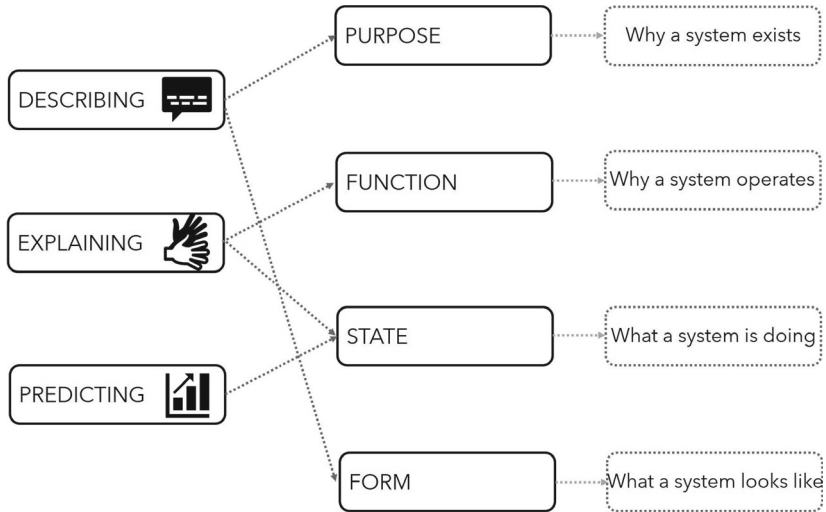 PURPOSE
Why a system exists
DESCRIBING
FUNCTION
Why a system operates
EXPLAINING
STATE
What a system is doing
PREDICTING
FORM
What a system looks like